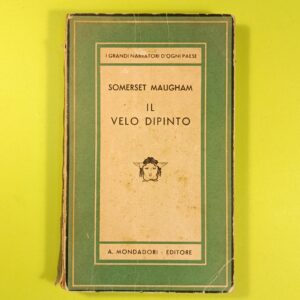 I GRANDI NARRATORI D'OGNI PAESE
SOMERSET MAUGHAM
IL
VELO DIPINTO
A. MONDADORI - EDITORE